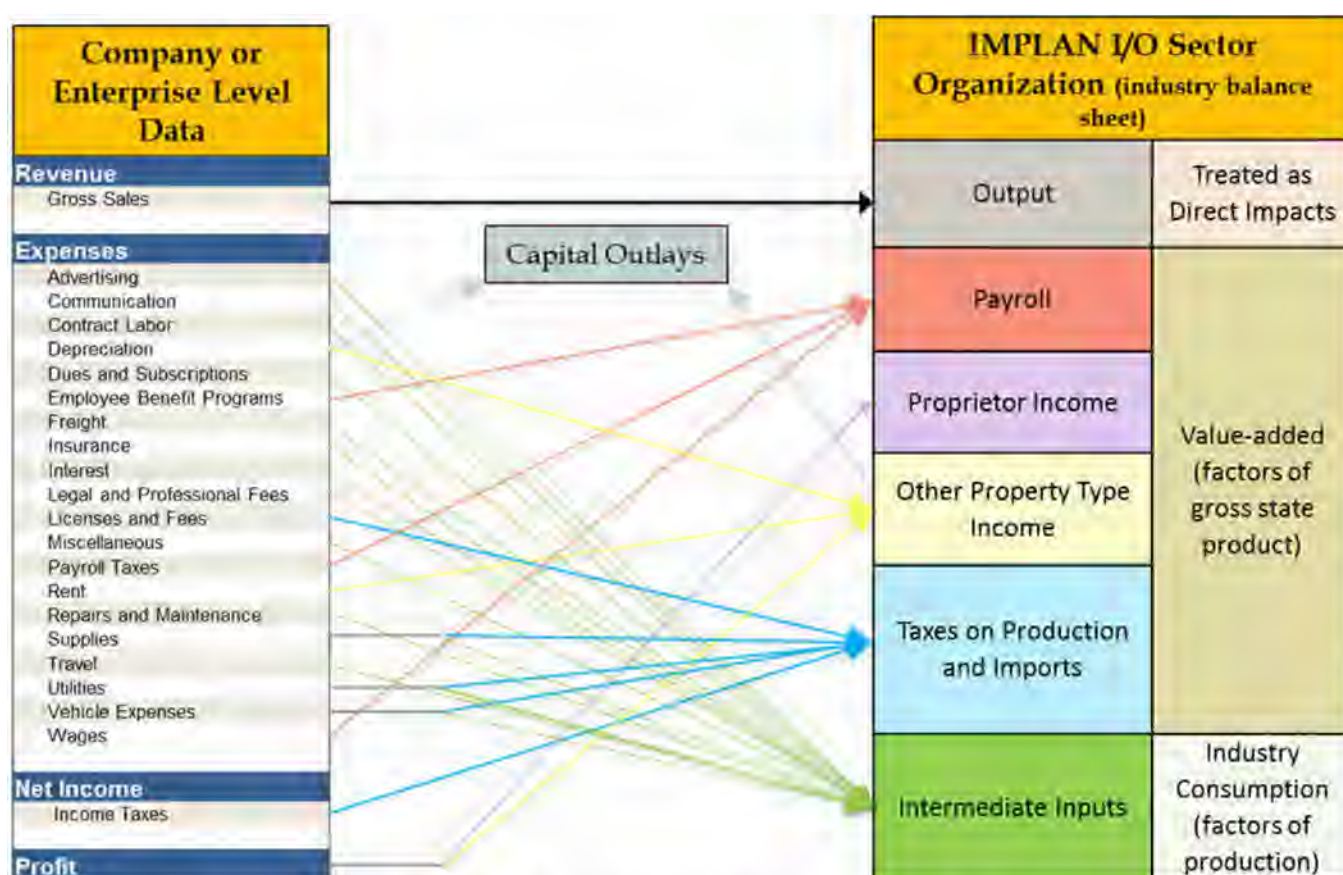 Company or
Enterprise Level
Data
Revenue
Gross Sales
Expenses
Advertising
Communication
Contract Labor
Depreciation
Dues and Subscriptions
Employee Benefit Programs
Freight
Insurance
Interest
Legal and Professional Fees
Licenses and Fees
Miscellaneous
Payroll Taxes
Rent
Repairs and Maintenance
Supplies
Travel
Utilities
Vehicle Expenses
Wages
Net Income
Income Taxes
Profit
Capital Outlays
IMPLAN I/O Sector
Organization (industry balance
sheet)
Output
Treated as
Direct Impacts
Payroll
Proprietor Income
Other Property Type
Income
Taxes on Production
and Imports
Value-added
(factors of
gross state
product)
Intermediate Inputs
Industry
Consumption
(factors of
production)